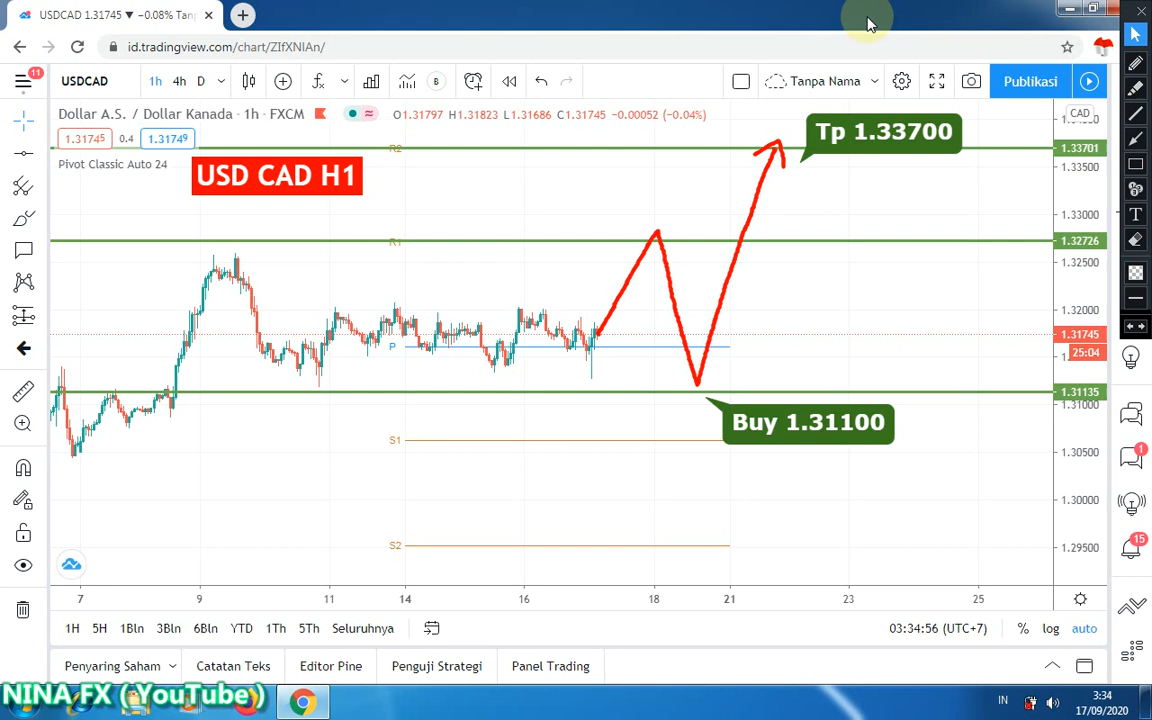 USDCAD 1.31745 ▼ −0.08% Tan
id.tradingview.com/chart/ZIfXNIAn/
11
USDCAD
1h
4h
D
B
Tanpa Nama
Publikasi
Dollar A.S. / Dollar Kanada · 1h · FXCM
O1.31797 H1.31823 L1.31686 C1.31745 −0.00052 (−0.04%)
CAD
1.31745
0.4
1.31749
Pivot Classic Auto 24
USD CAD H1
Tp 1.33700
R2
1.33701
1.33500
1.33000
R1
1.32726
1.32500
1.32000
1.31745
P
25:04
1.31135
1.31000
Buy 1.31100
S1
1.30500
1.30000
S2
1.29500
7
9
11
14
16
18
21
23
25
1H
5H
1Bln
3Bln
6Bln
YTD
1Th
5Th
Seluruhnya
03:34:56 (UTC+7)
%
log
auto
Penyaring Saham
Catatan Teks
Editor Pine
Penguji Strategi
Panel Trading
T
1
15
NINA FX (YouTube)
IN
3:34
17/09/2020